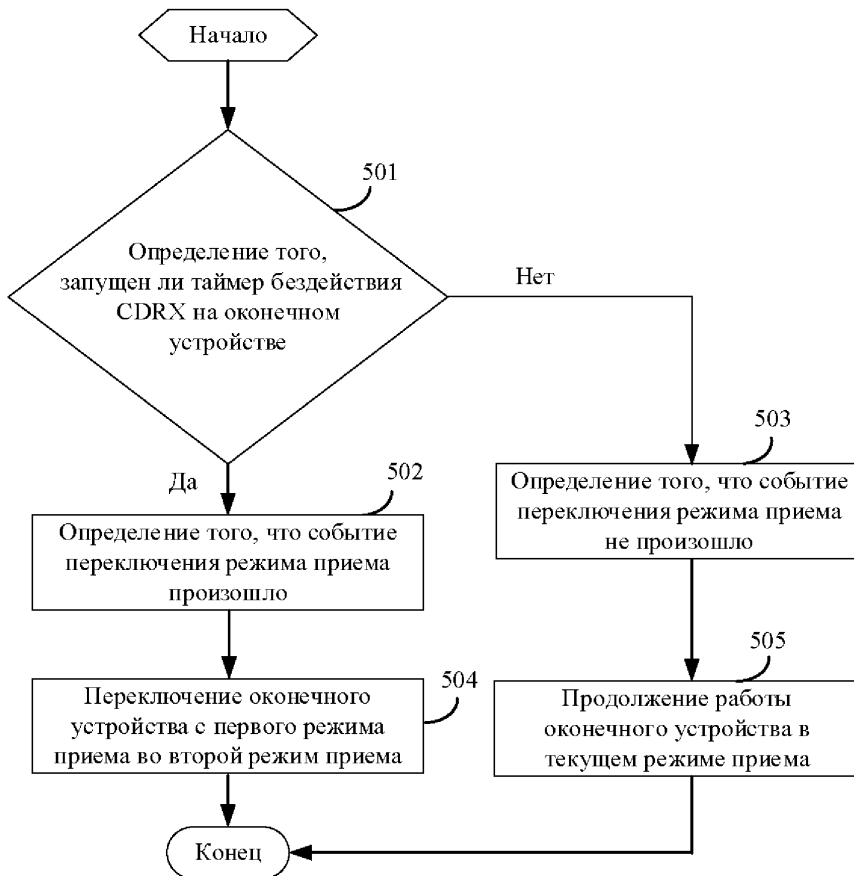 Начало
501
Определение того,
запущен ли таймер бездействия
CDRX на оконечном
устройстве
Нет
Да
502
Определение того, что событие
переключения режима приема
произошло
503
Определение того, что событие
переключения режима приема
не произошло
504
Переключение оконечного
устройства с первого режима
приема во второй режим приема
505
Продолжение работы
оконечного устройства в
текущем режиме приема
Конец